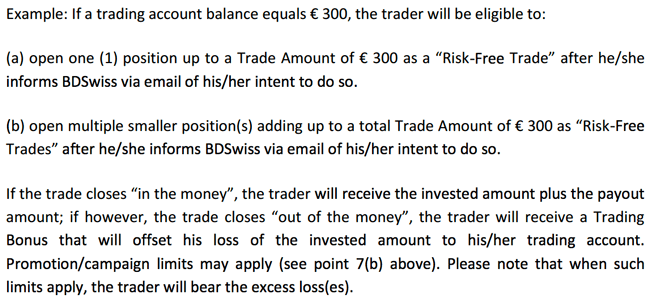 Example: If a trading account balance equals € 300, the trader will be eligible to:
(a) open one (1) position up to a Trade Amount of € 300 as a “Risk-Free Trade” after he/she
informs BDSwiss via email of his/her intent to do so.
(b) open multiple smaller position(s) adding up to a total Trade Amount of € 300 as “Risk-Free
Trades” after he/she informs BDSwiss via email of his/her intent to do so.
If the trade closes “in the money”, the trader will receive the invested amount plus the payout
amount; if however, the trade closes “out of the money”, the trader will receive a Trading
Bonus that will offset his loss of the invested amount to his/her trading account.
Promotion/campaign limits may apply (see point 7(b) above). Please note that when such
limits apply, the trader will bear the excess loss(es).